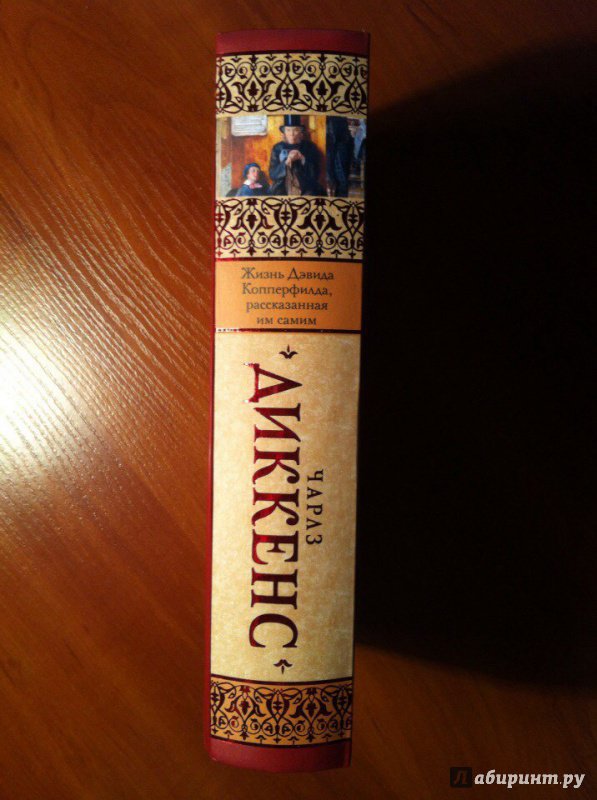 Жизнь Дэвида
Копперфилда,
рассказанная
им самим
ЧАРЛЗ
ДИККЕНС
Лабиринт.ру